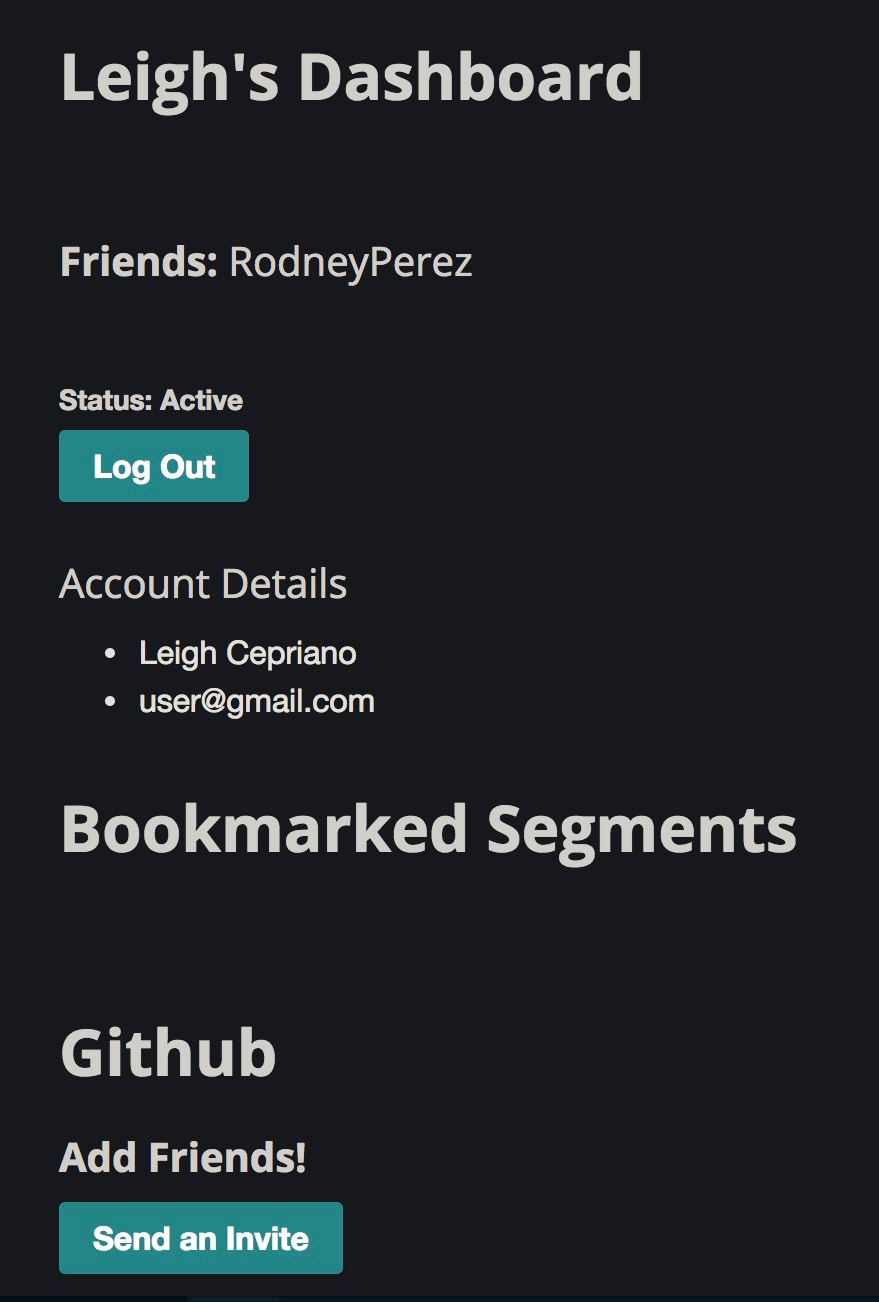 Leigh's Dashboard
Friends: RodneyPerez
Status: Active
Log Out
Account Details
• Leigh Cepriano
• user@gmail.com
Bookmarked Segments
Github
Add Friends!
Send an Invite